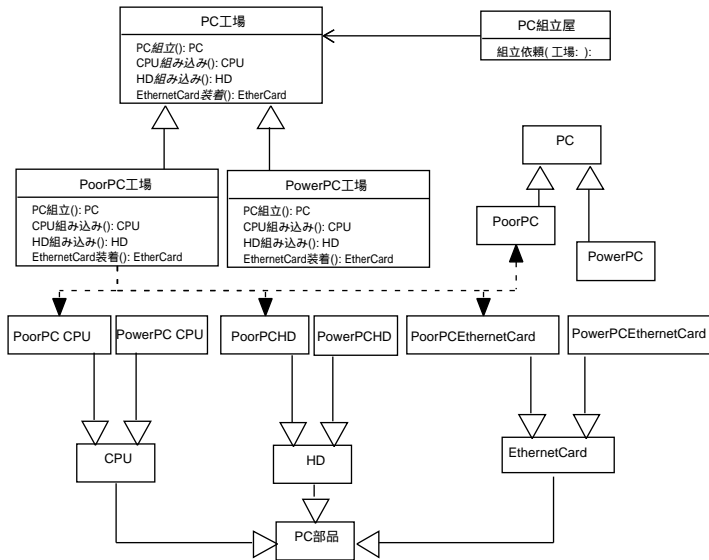 PC工場
PC組立(): PC
CPU組み込み(): CPU
HD組み込み(): HD
EthernetCard装着(): EtherCard
PC組立屋
組立依頼( 工場: ):
PC
PoorPC工場
PC組立(): PC
CPU組み込み(): CPU
HD組み込み(): HD
EthernetCard装着(): EtherCard
PowerPC工場
PC組立(): PC
CPU組み込み(): CPU
HD組み込み(): HD
EthernetCard装着(): EtherCard
PoorPC
PowerPC
PoorPC CPU
PowerPC CPU
PoorPCHD
PowerPCHD
PoorPCEthernetCard
PowerPCEthernetCard
CPU
HD
EthernetCard
PC部品